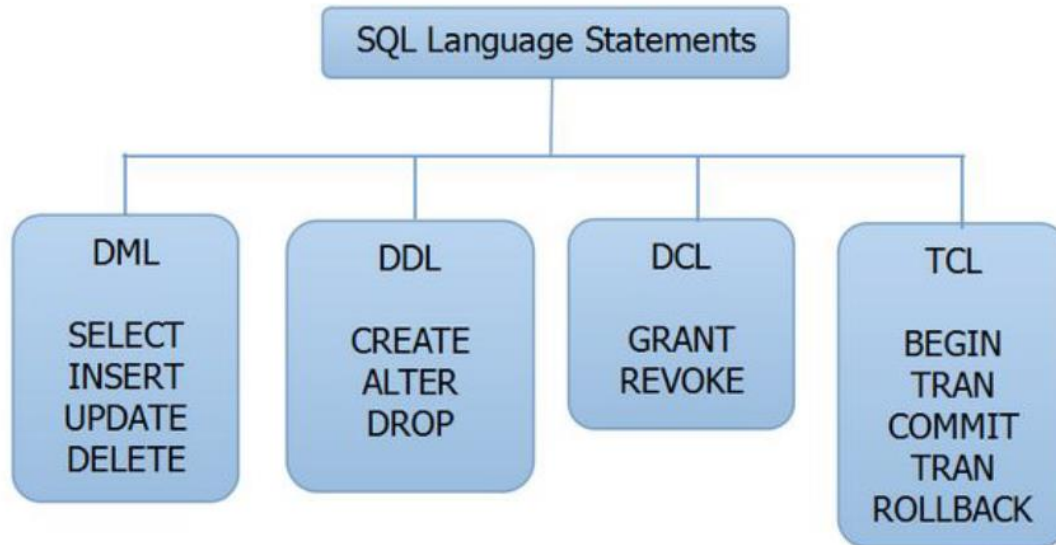 SQL Language Statements
DML
SELECT
INSERT
UPDATE
DELETE
DDL
CREATE
ALTER
DROP
DCL
GRANT
REVOKE
TCL
BEGIN
TRAN
COMMIT
TRAN
ROLLBACK